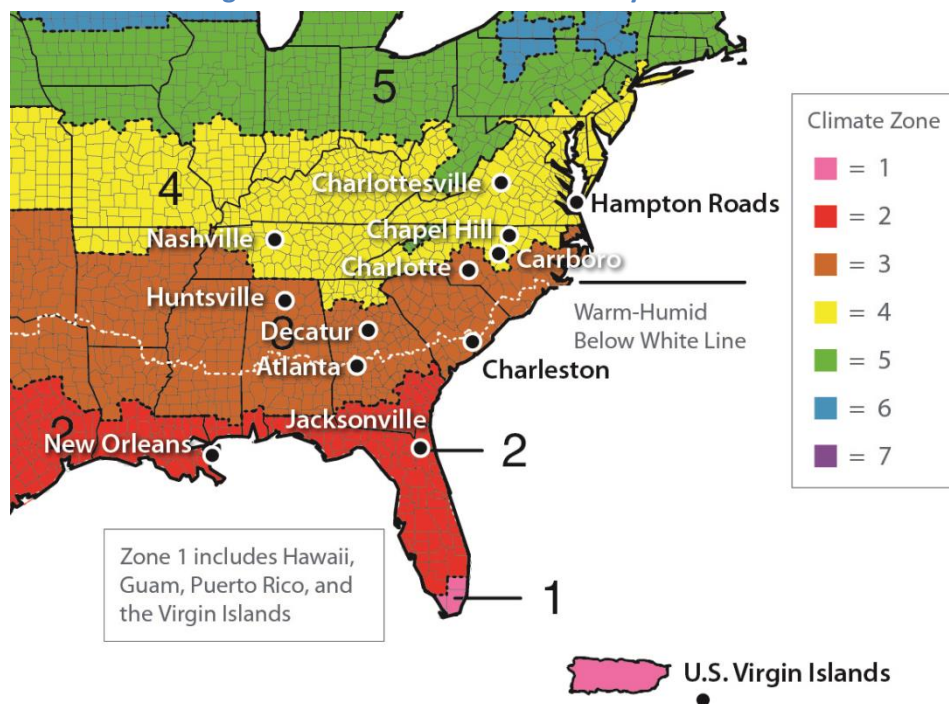 5
4
Charlottesville
Hampton Roads
Nashville
Chapel Hill
Carrboro
Charlotte
Huntsville
Warm-Humid
Below White Line
Decatur
3
Atlanta
Charleston
Jacksonville
2
New Orleans
2
Zone 1 includes Hawaii,
Guam, Puerto Rico, and
the Virgin Islands
1
U.S. Virgin Islands
Climate Zone
= 1
= 2
= 3
= 4
= 5
= 6
= 7